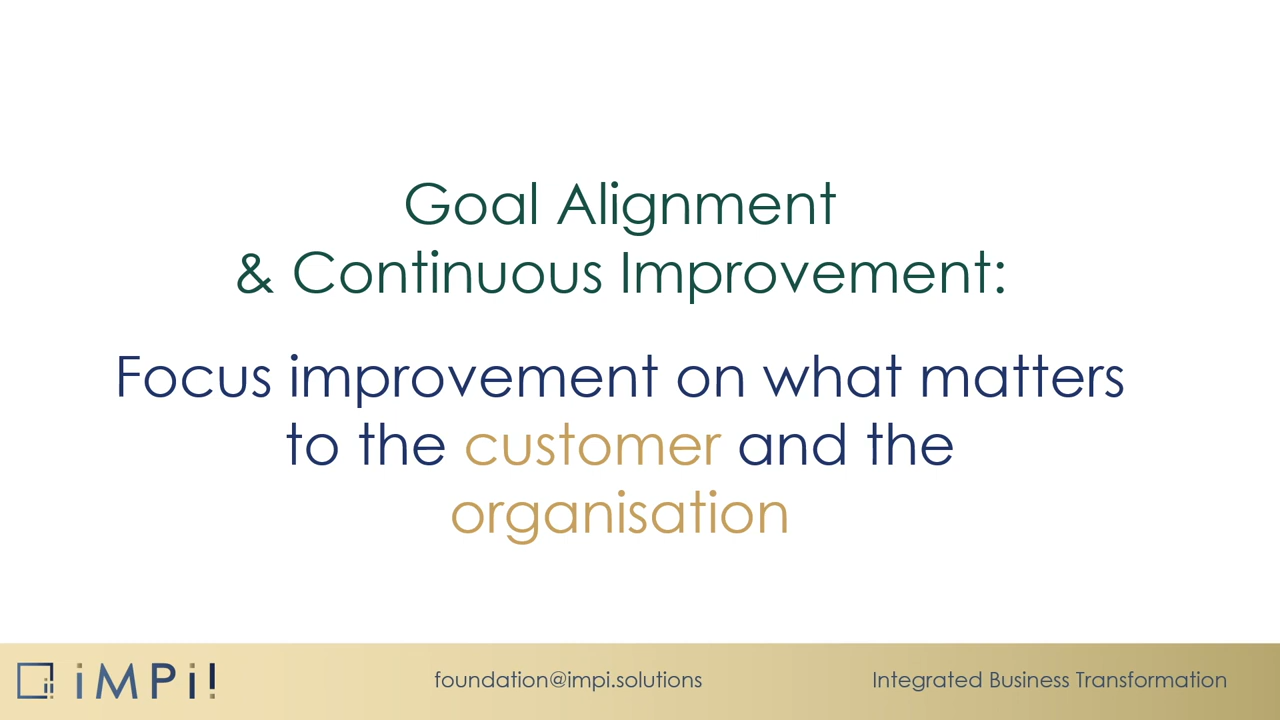 Goal Alignment
& Continuous Improvement:
Focus improvement on what matters
to the customer and the
organisation
iMPi!
foundation@impi.solutions
Integrated Business Transformation